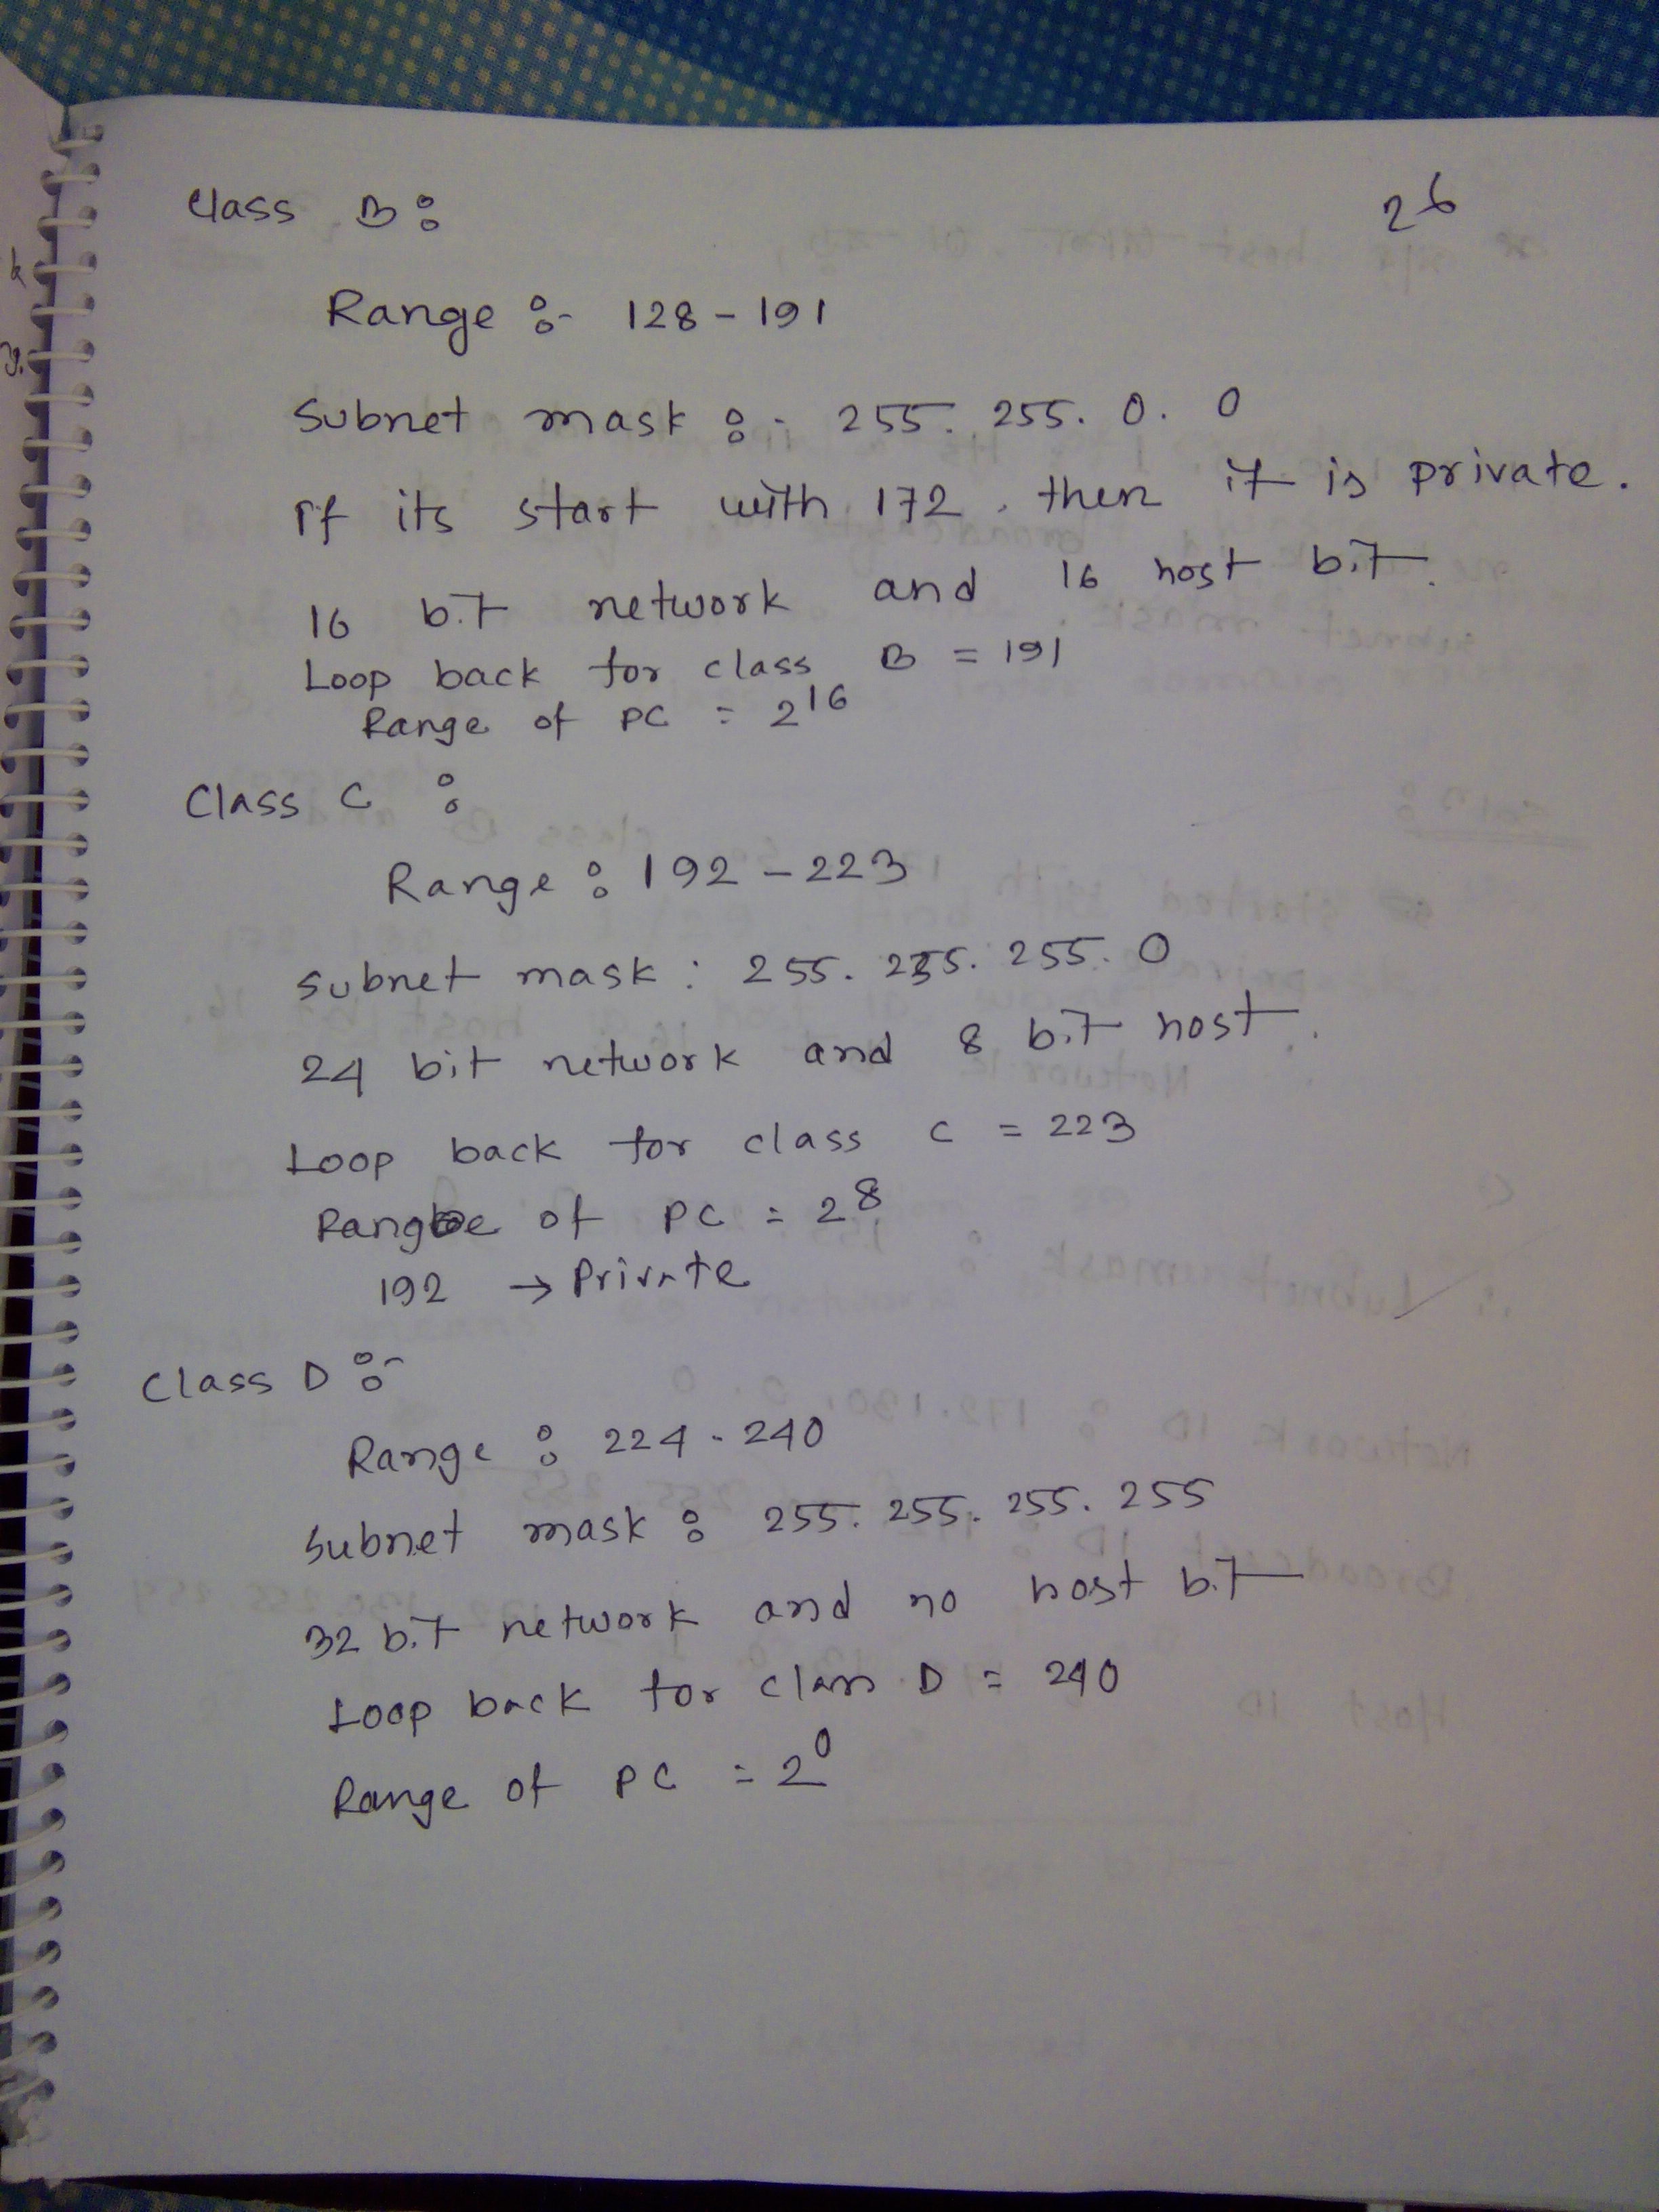 26
Class B :
Range :- 128 - 191
Subnet mask :- 255. 255. 0. 0
If its start with 172, then it is private.
16 bit network and 16 host bit.
Loop back for class B = 191
Range of PC = 2^16
Class C :
Range : 192 - 223
subnet mask : 255. 255. 255. 0
24 bit network and 8 bit host.
Loop back for class C = 223
Range of PC = 2^8
192 → Private
Class D :-
Range : 224 - 240
Subnet mask : 255. 255. 255. 255
32 bit network and no host bit
Loop back for class D = 240
Range of PC = 2^0